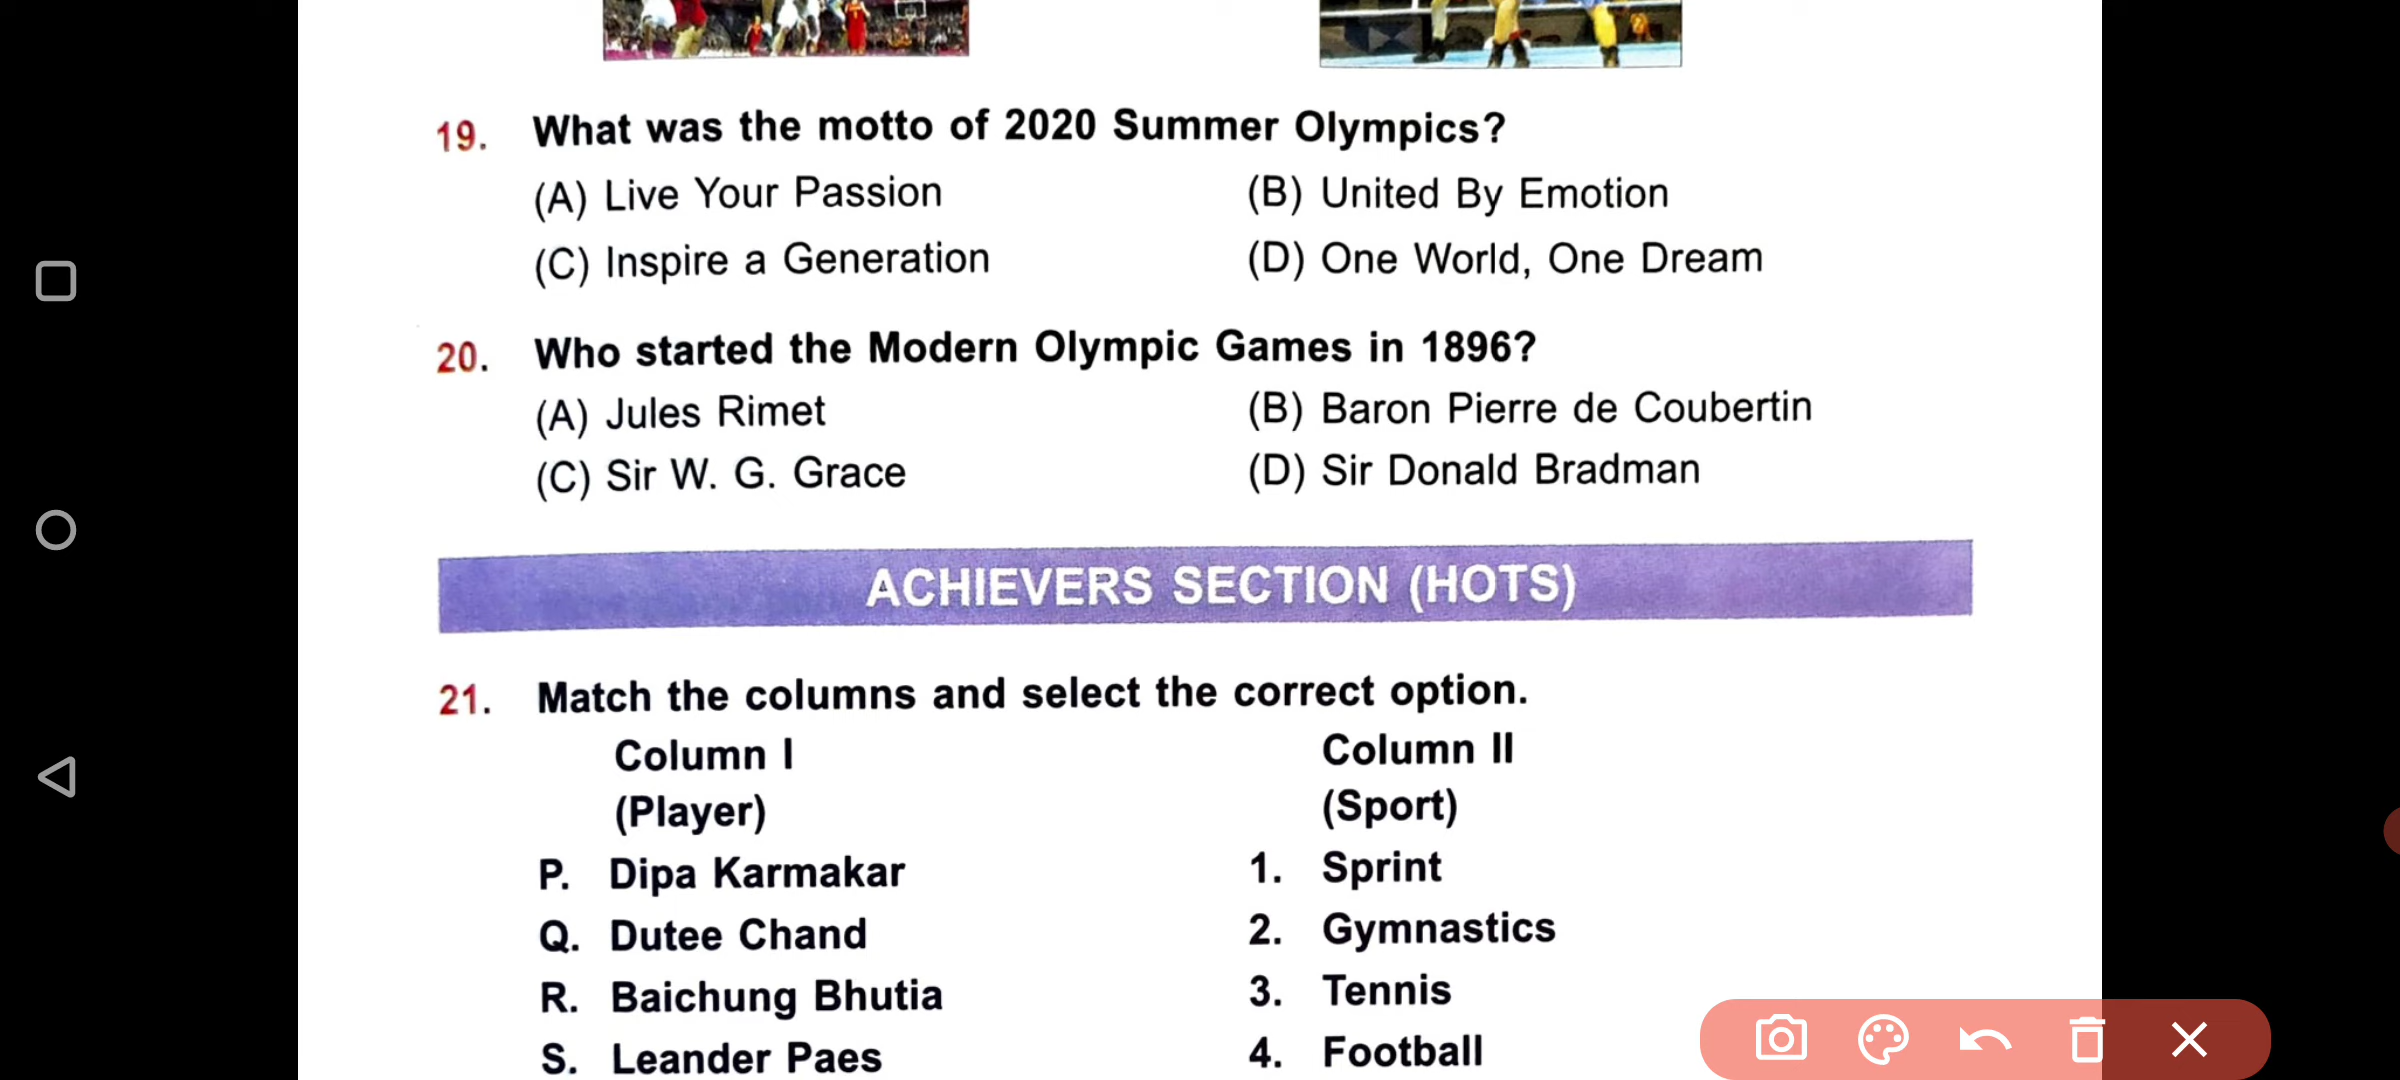 19. What was the motto of 2020 Summer Olympics?
(A) Live Your Passion (B) United By Emotion
(C) Inspire a Generation (D) One World, One Dream
20. Who started the Modern Olympic Games in 1896?
(A) Jules Rimet (B) Baron Pierre de Coubertin
(C) Sir W. G. Grace (D) Sir Donald Bradman
ACHIEVERS SECTION (HOTS)
21. Match the columns and select the correct option.
Column I Column II
(Player) (Sport)
P. Dipa Karmakar 1. Sprint
Q. Dutee Chand 2. Gymnastics
R. Baichung Bhutia 3. Tennis
S. Leander Paes 4. Football